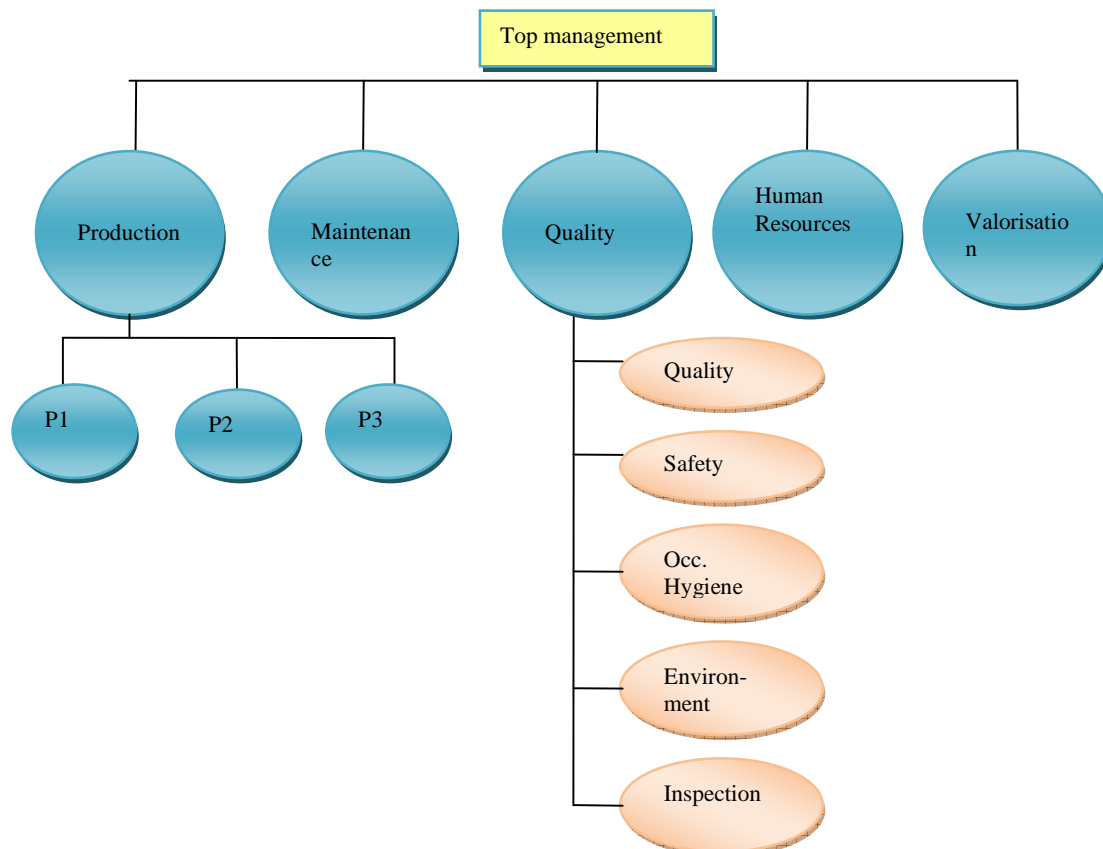 Top management
Production
Maintenan
ce
Quality
Human
Resources
Valorisatio
n
P1
P2
P3
Quality
Safety
Occ.
Hygiene
Environ-
ment
Inspection